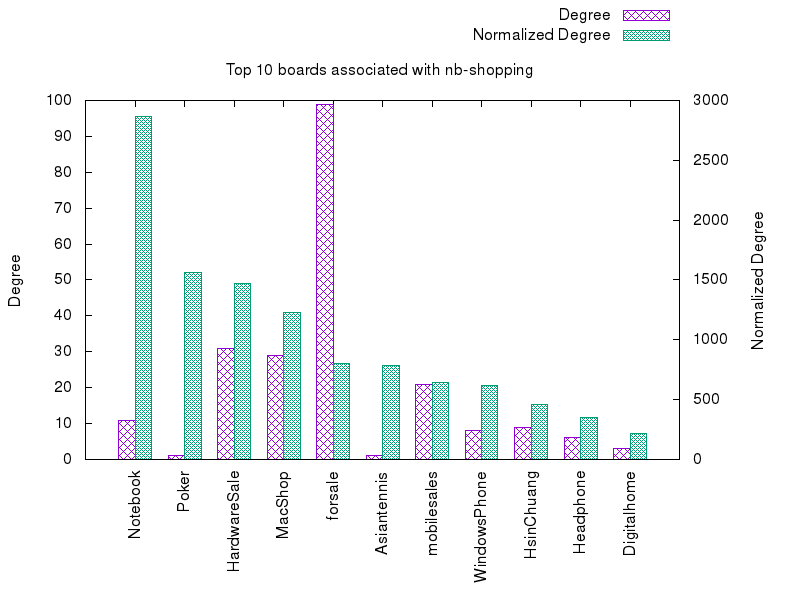 Degree
Normalized Degree
Top 10 boards associated with nb-shopping
100
90
80
70
60
50
40
30
20
10
0
3000
2500
2000
1500
1000
500
0
Degree
Normalized Degree
Notebook
Poker
HardwareSale
MacShop
forsale
Asiantennis
mobilesales
WindowsPhone
HsinChuang
Headphone
Digitalhome